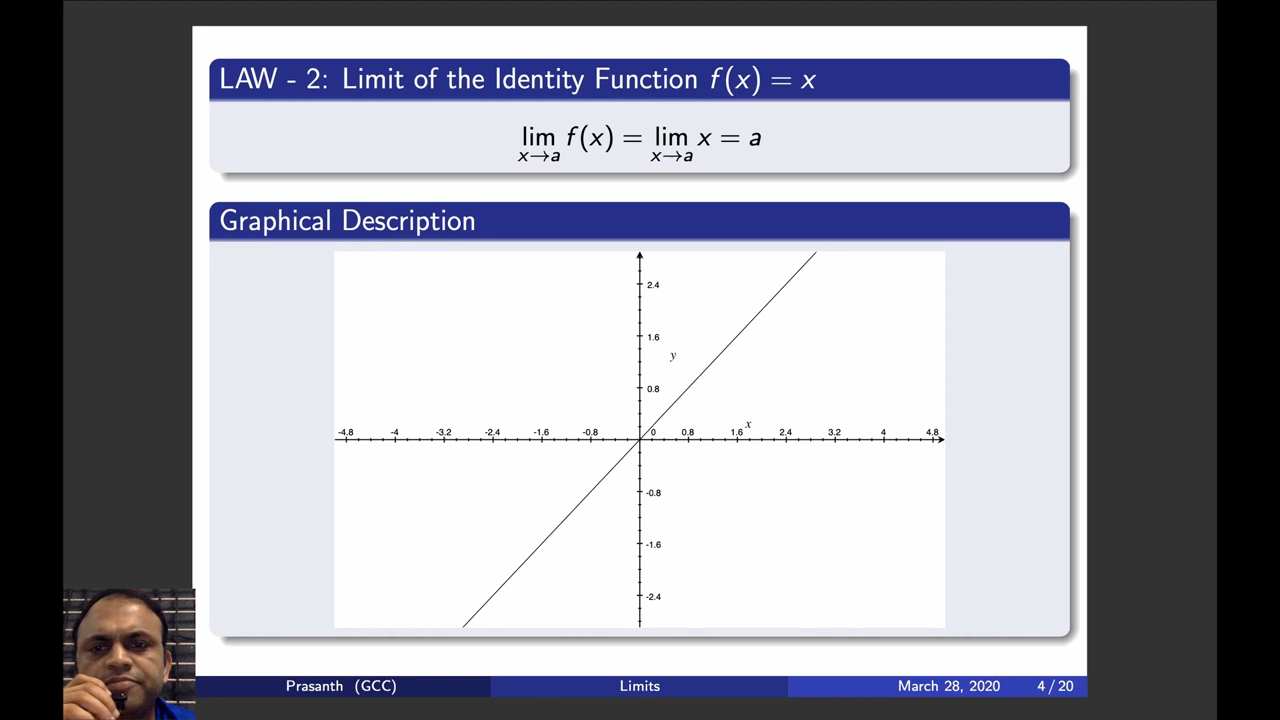 LAW - 2: Limit of the Identity Function f(x) = x
lim f(x) = lim x = a
x→a x→a
Graphical Description
2.4
1.6
y
0.8
x
-4.8 -4 -3.2 -2.4 -1.6 -0.8 0 0.8 1.6 2.4 3.2 4 4.8
-0.8
-1.6
-2.4
Prasanth (GCC) Limits March 28, 2020 4 / 20